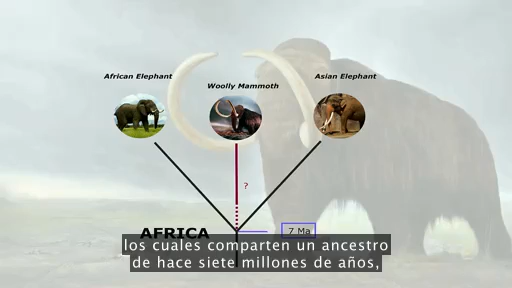 African Elephant
Woolly Mammoth
Asian Elephant
?
AFRICA
7 Ma
los cuales comparten un ancestro
de hace siete millones de años,